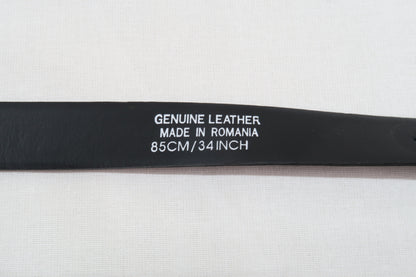 GENUINE LEATHER
MADE IN ROMANIA
85CM/34INCH